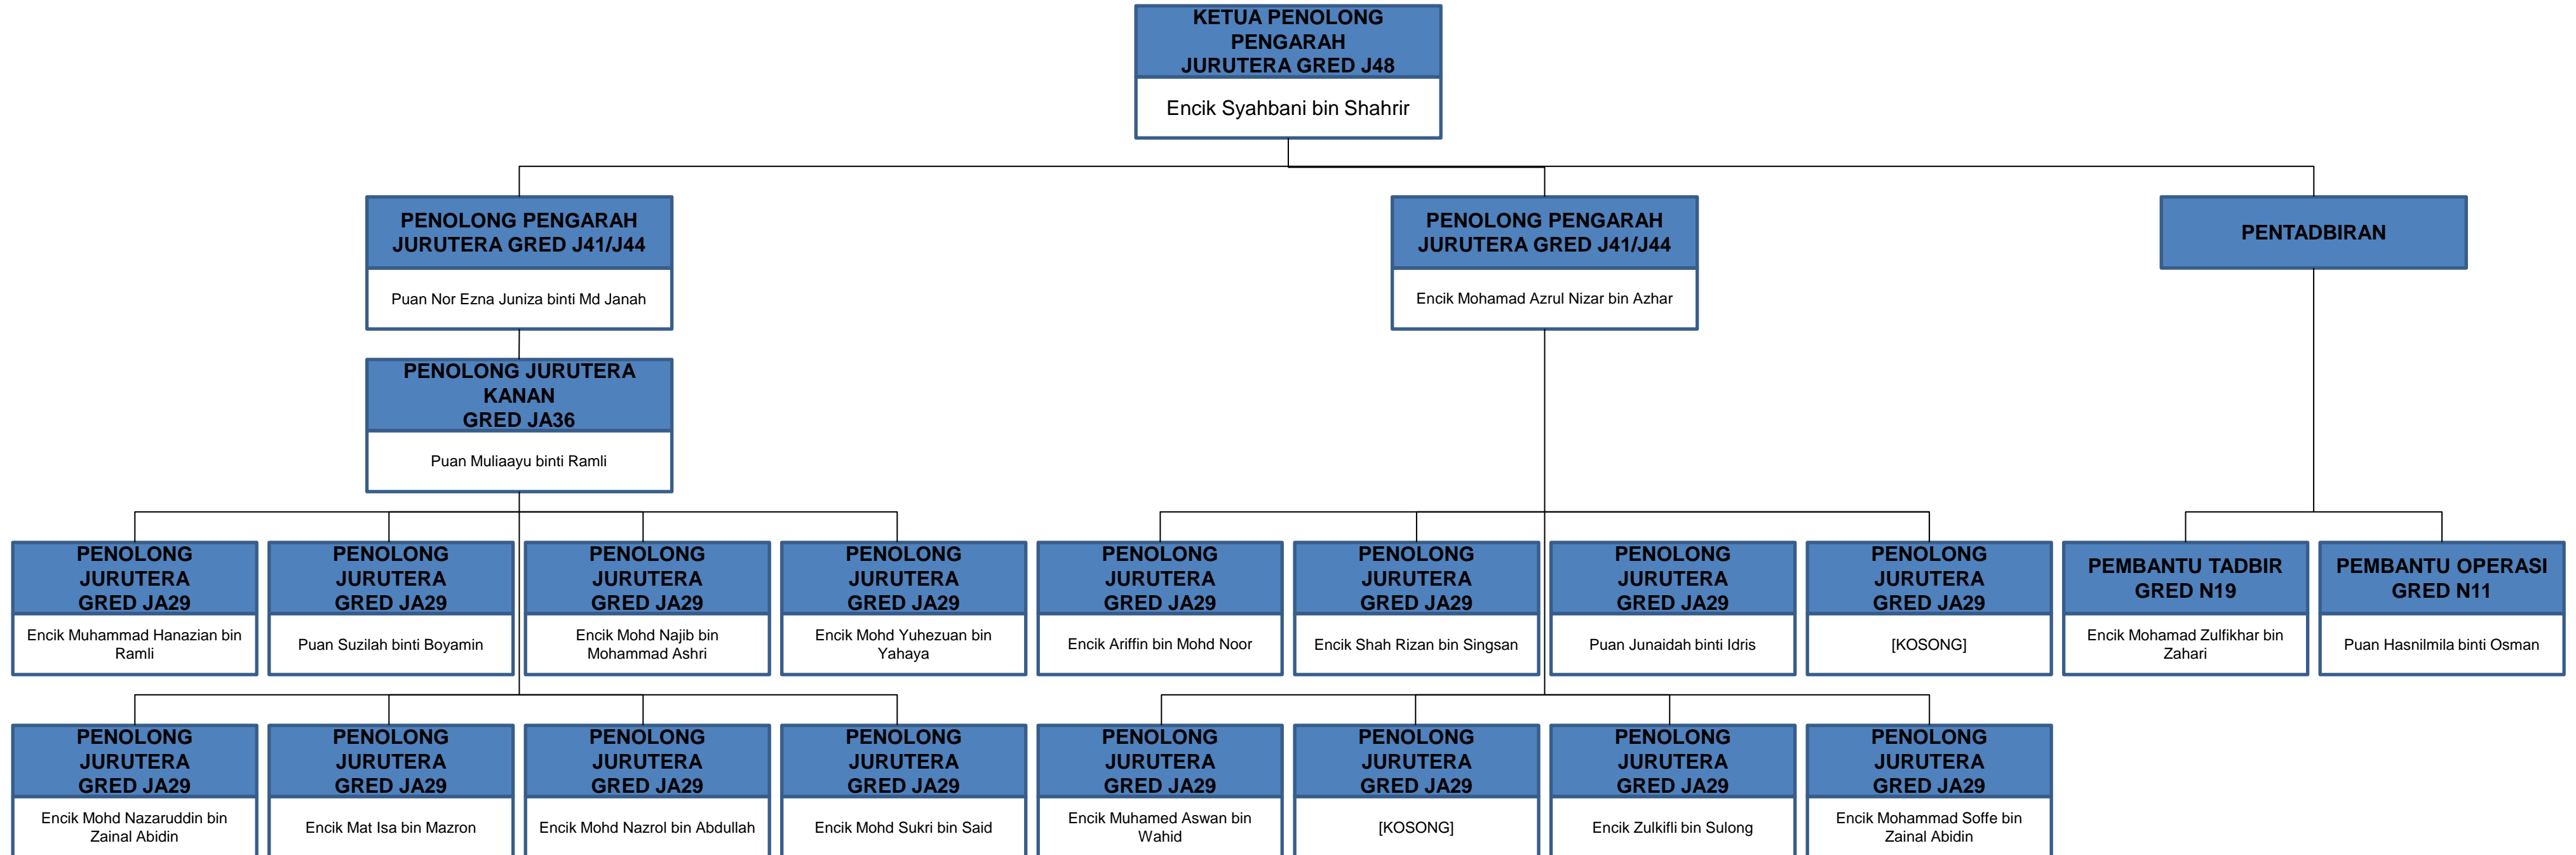 KETUA PENOLONG
PENGARAH
JURUTERA GRED J48
Encik Syahbani bin Shahrir
PENOLONG PENGARAH
JURUTERA GRED J41/J44
Puan Nor Ezna Juniza binti Md Janah
PENOLONG PENGARAH
JURUTERA GRED J41/J44
Encik Mohamad Azrul Nizar bin Azhar
PENTADBIRAN
PENOLONG JURUTERA
KANAN
GRED JA36
Puan Muliaayu binti Ramli
PENOLONG
JURUTERA
GRED JA29
Encik Muhammad Hanazian bin
Ramli
PENOLONG
JURUTERA
GRED JA29
Puan Suzilah binti Boyamin
PENOLONG
JURUTERA
GRED JA29
Encik Mohd Najib bin
Mohammad Ashri
PENOLONG
JURUTERA
GRED JA29
Encik Mohd Yuhezuan bin
Yahaya
PENOLONG
JURUTERA
GRED JA29
Encik Ariffin bin Mohd Noor
PENOLONG
JURUTERA
GRED JA29
Encik Shah Rizan bin Singsan
PENOLONG
JURUTERA
GRED JA29
Puan Junaidah binti Idris
PENOLONG
JURUTERA
GRED JA29
[KOSONG]
PEMBANTU TADBIR
GRED N19
Encik Mohamad Zulfikhar bin
Zahari
PEMBANTU OPERASI
GRED N11
Puan Hasnilmila binti Osman
PENOLONG
JURUTERA
GRED JA29
Encik Mohd Nazaruddin bin
Zainal Abidin
PENOLONG
JURUTERA
GRED JA29
Encik Mat Isa bin Mazron
PENOLONG
JURUTERA
GRED JA29
Encik Mohd Nazrol bin Abdullah
PENOLONG
JURUTERA
GRED JA29
Encik Mohd Sukri bin Said
PENOLONG
JURUTERA
GRED JA29
Encik Muhamed Aswan bin
Wahid
PENOLONG
JURUTERA
GRED JA29
[KOSONG]
PENOLONG
JURUTERA
GRED JA29
Encik Zulkifli bin Sulong
PENOLONG
JURUTERA
GRED JA29
Encik Mohammad Soffe bin
Zainal Abidin